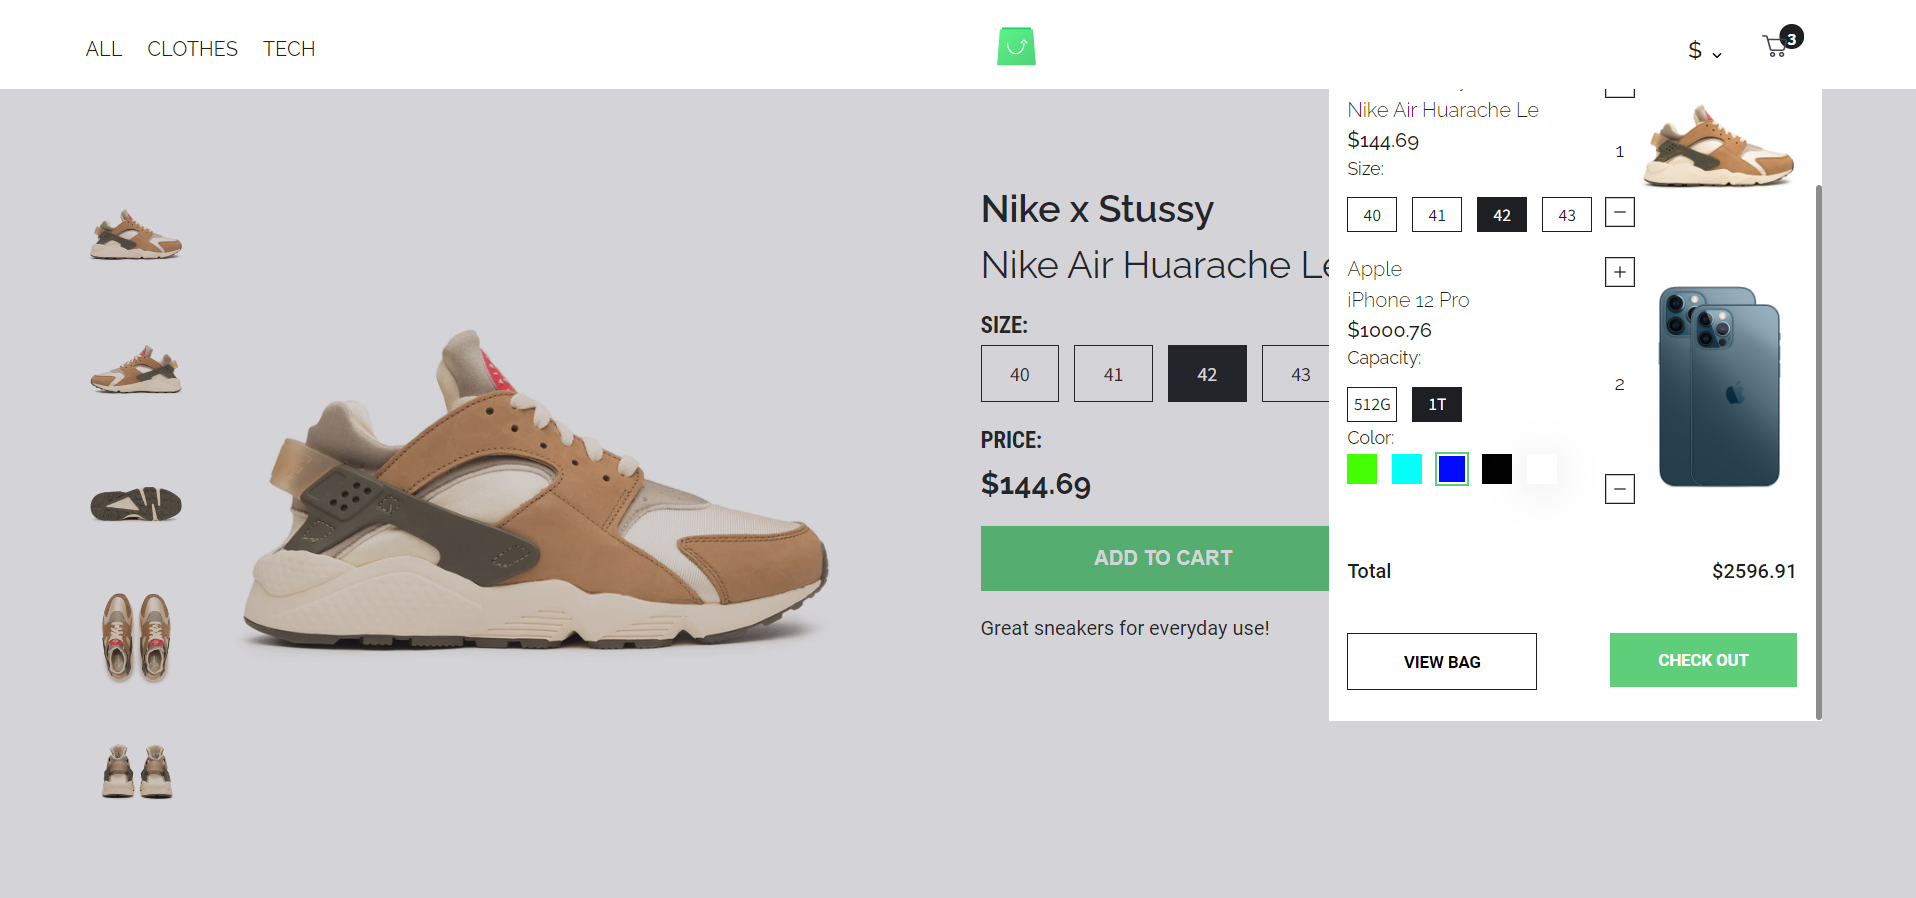 ALL CLOTHES TECH
$
3
Nike x Stussy
Nike Air Huarache Le
SIZE:
40 41 42 43
PRICE:
$144.69
ADD TO CART
Great sneakers for everyday use!
Nike Air Huarache Le
$144.69
Size:
40 41 42 43
1
Apple
iPhone 12 Pro
$1000.76
Capacity:
512G 1T
2
Color:
Total $2596.91
VIEW BAG CHECK OUT